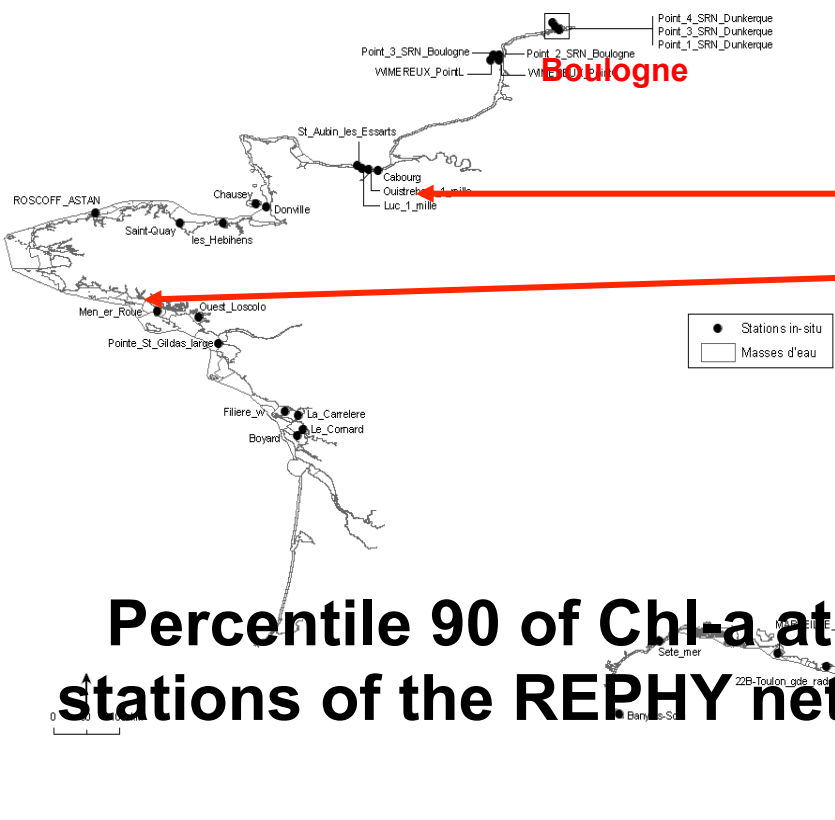 Point_4_SRN_Dunkerque
Point_3_SRN_Dunkerque
Point_1_SRN_Dunkerque
Point_3_SRN_Boulogne
Point_2_SRN_Boulogne
WIMEREUX_PointL
Boulogne
St_Aubin_les_Essarts
Cabourg
Luc_1_mille
Chausey
Donville
ROSCOFF_ASTAN
Saint-Quay
les_Hebihens
Men_er_Roue
Ouest_Loscolo
Pointe_St_Gildas_large
Stations in-situ
Masses d'eau
Filiere_w
La_Carrelere
Le_Cornard
Boyard
Percentile 90 of Chl-a at
Sete_mer
22B-Toulon_gde_rad
stations of the REPHY net
0